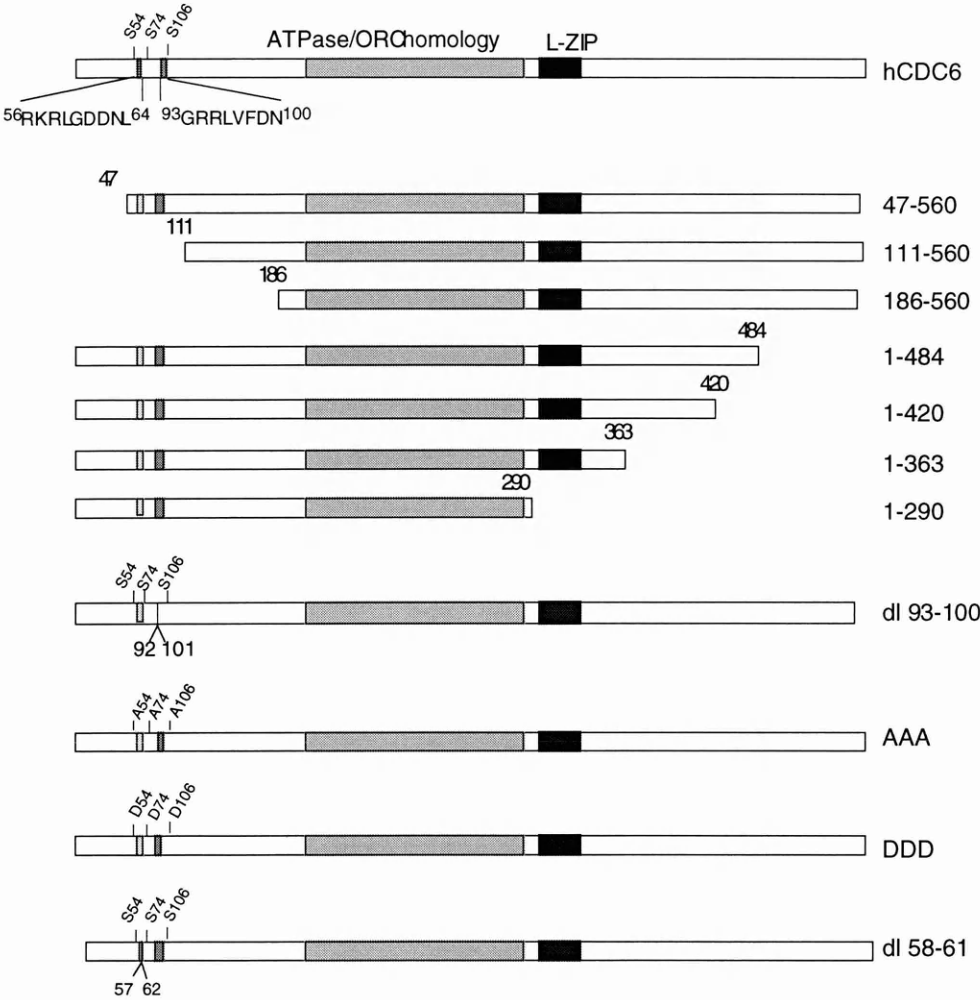 S54 S74 S106
ATPase/ORChomology L-ZIP
hCDC6
56RKRLGDDNL64 93GRRLVFDN100
47
47-560
111
111-560
186
186-560
484
1-484
420
1-420
363
1-363
290
1-290
S54 S74 S106
dl 93-100
92 101
A54 A74 A106
AAA
D54 D74 D106
DDD
S54 S74 S106
dl 58-61
57 62